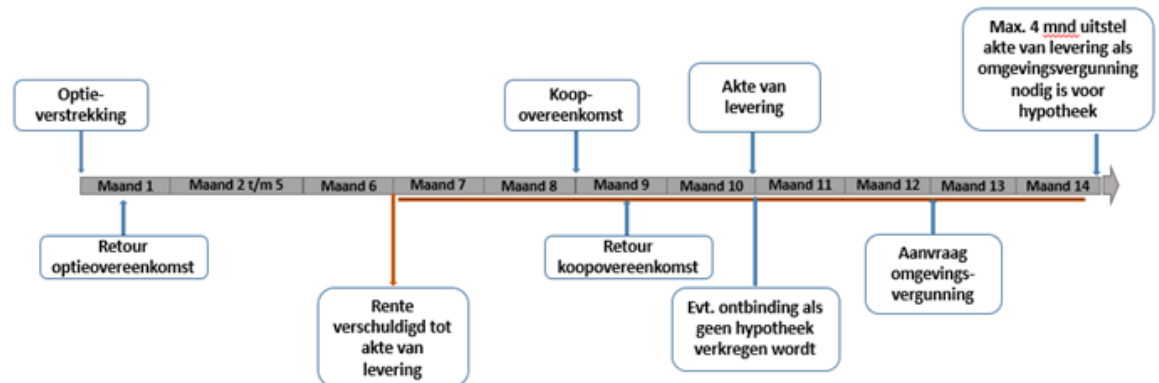 Max. 4 mnd uitstel
akte van levering als
omgevingsvergunning
nodig is voor
hypotheek
Optie-
verstrekking
Koop-
overeenkomst
Akte van
levering
Maand 1
Maand 2 t/m 5
Maand 6
Maand 7
Maand 8
Maand 9
Maand 10
Maand 11
Maand 12
Maand 13
Maand 14
Retour
optieovereenkomst
Rente
verschuldigd tot
akte van
levering
Retour
koopovereenkomst
Evt. ontbinding als
geen hypotheek
verkregen wordt
Aanvraag
omgevings-
vergunning